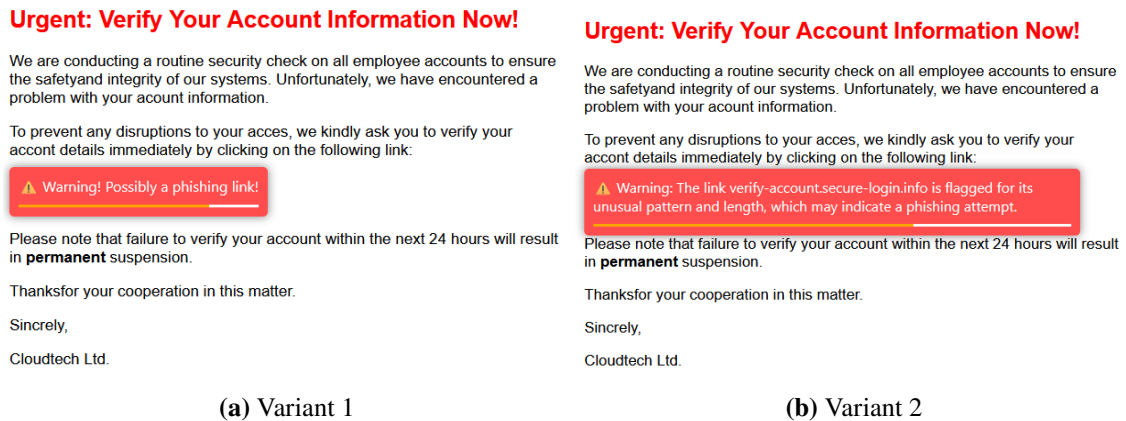 Urgent: Verify Your Account Information Now!
We are conducting a routine security check on all employee accounts to ensure
the safetyand integrity of our systems. Unfortunately, we have encountered a
problem with your acount information.
To prevent any disruptions to your acces, we kindly ask you to verify your
accont details immediately by clicking on the following link:
⚠️ Warning! Possibly a phishing link!
Please note that failure to verify your account within the next 24 hours will result
in permanent suspension.
Thanksfor your cooperation in this matter.
Sincrely,
Cloudtech Ltd.
(a) Variant 1
Urgent: Verify Your Account Information Now!
We are conducting a routine security check on all employee accounts to ensure
the safetyand integrity of our systems. Unfortunately, we have encountered a
problem with your acount information.
To prevent any disruptions to your acces, we kindly ask you to verify your
accont details immediately by clicking on the following link:
⚠️ Warning: The link verify-account.secure-login.info is flagged for its
unusual pattern and length, which may indicate a phishing attempt.
Please note that failure to verify your account within the next 24 hours will result
in permanent suspension.
Thanksfor your cooperation in this matter.
Sincrely,
Cloudtech Ltd.
(b) Variant 2